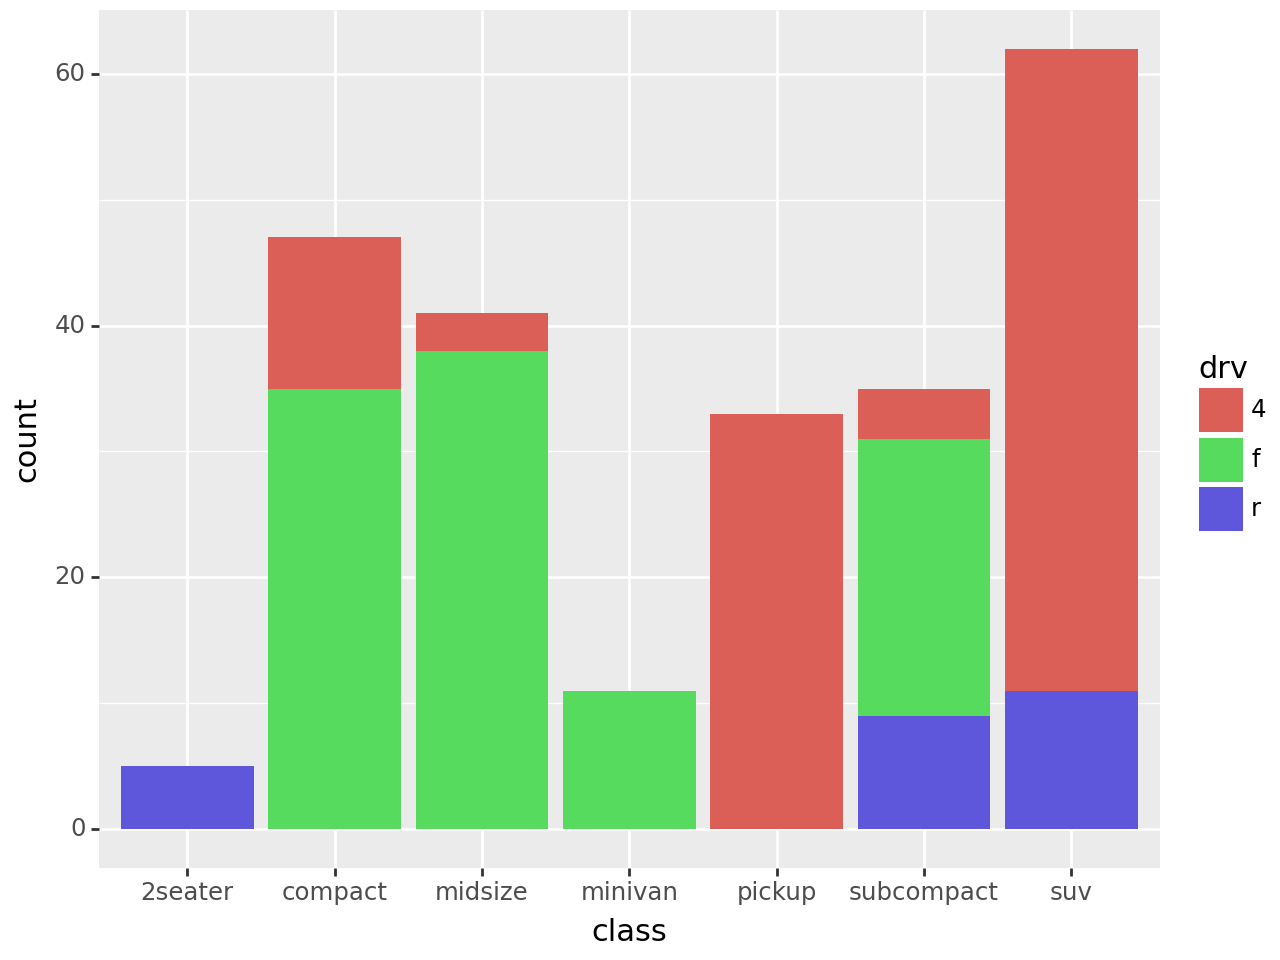 60
40
20
0
count
2seater compact midsize minivan pickup subcompact suv
class
drv
4
f
r